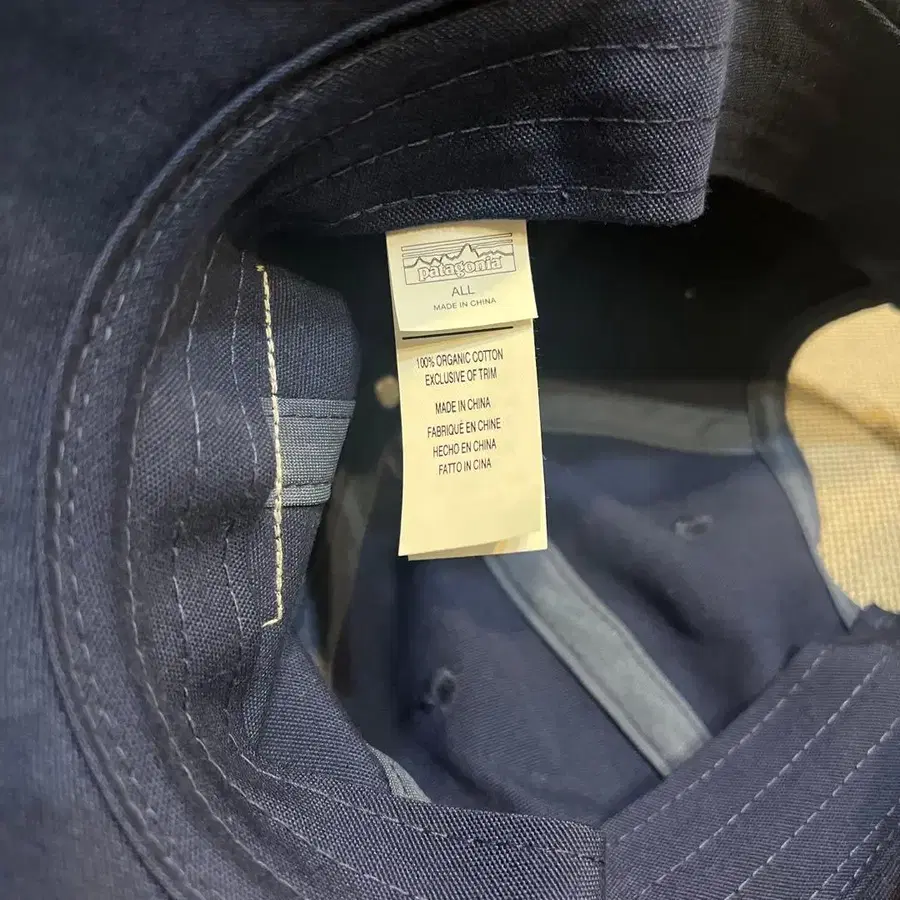 patagonia
ALL
MADE IN CHINA
100% ORGANIC COTTON
EXCLUSIVE OF TRIM
MADE IN CHINA
FABRIQUÉ EN CHINE
HECHO EN CHINA
FATTO IN CINA